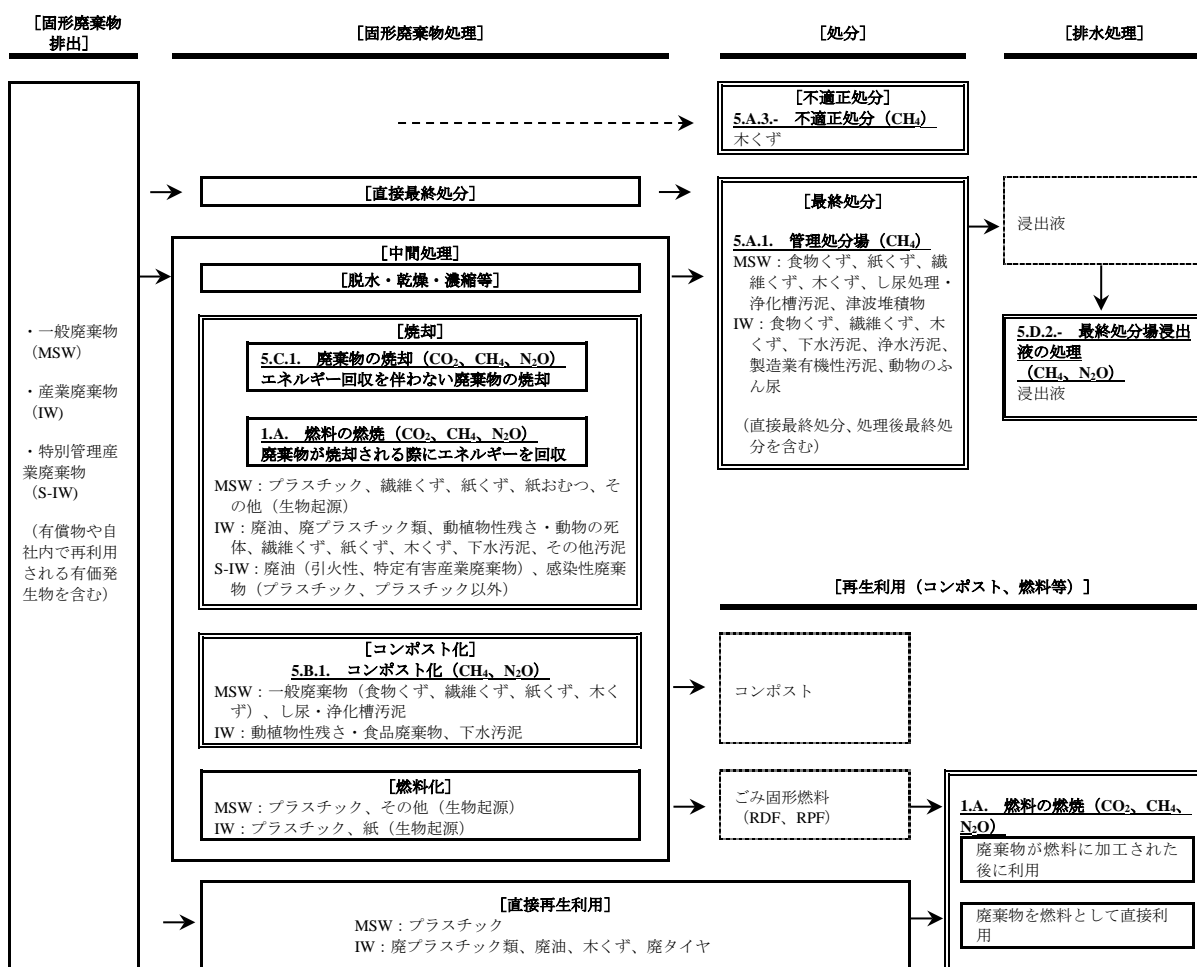 ［固形廃棄物
排出］
［固形廃棄物処理］
［処分］
［排水処理］
・一般廃棄物
（MSW）
・産業廃棄物
（IW）
・特別管理産
業廃棄物
（S-IW）
（有償物や自
社内で再利用
される有価発
生物を含む）
［不適正処分］
5.A.3.-　不適正処分（CH₄）
木くず
［直接最終処分］
［最終処分］
5.A.1.　管理処分場（CH₄）
MSW：食物くず、紙くず、繊
維くず、木くず、し尿処理・
浄化槽汚泥、津波堆積物
IW：食物くず、繊維くず、木
くず、下水汚泥、浄水汚泥、
製造業有機性汚泥、動物のふ
ん尿
（直接最終処分、処理後最終処
分を含む）
浸出液
5.D.2.-　最終処分場浸出
液の処理
（CH₄、N₂O）
浸出液
［中間処理］
［脱水・乾燥・濃縮等］
［焼却］
5.C.1.　廃棄物の焼却（CO₂、CH₄、N₂O）
エネルギー回収を伴わない廃棄物の焼却
1.A.　燃料の燃焼（CO₂、CH₄、N₂O）
廃棄物が焼却される際にエネルギーを回収
MSW：プラスチック、繊維くず、紙くず、紙おむつ、そ
の他（生物起源）
IW：廃油、廃プラスチック類、動植物性残さ・動物の死
体、繊維くず、紙くず、木くず、下水汚泥、その他汚泥
S-IW：廃油（引火性、特定有害産業廃棄物）、感染性廃棄
物（プラスチック、プラスチック以外）
［再生利用（コンポスト、燃料等）］
［コンポスト化］
5.B.1.　コンポスト化（CH₄、N₂O）
MSW：一般廃棄物（食物くず、繊維くず、紙くず、木く
ず）、し尿・浄化槽汚泥
IW：動植物性残さ・食品廃棄物、下水汚泥
コンポスト
［燃料化］
MSW：プラスチック、その他（生物起源）
IW：プラスチック、紙（生物起源）
ごみ固形燃料
（RDF、RPF）
1.A.　燃料の燃焼（CO₂、CH₄、
N₂O）
廃棄物が燃料に加工された
後に利用
廃棄物を燃料として直接利
用
［直接再生利用］
MSW：プラスチック
IW：廃プラスチック類、廃油、木くず、廃タイヤ